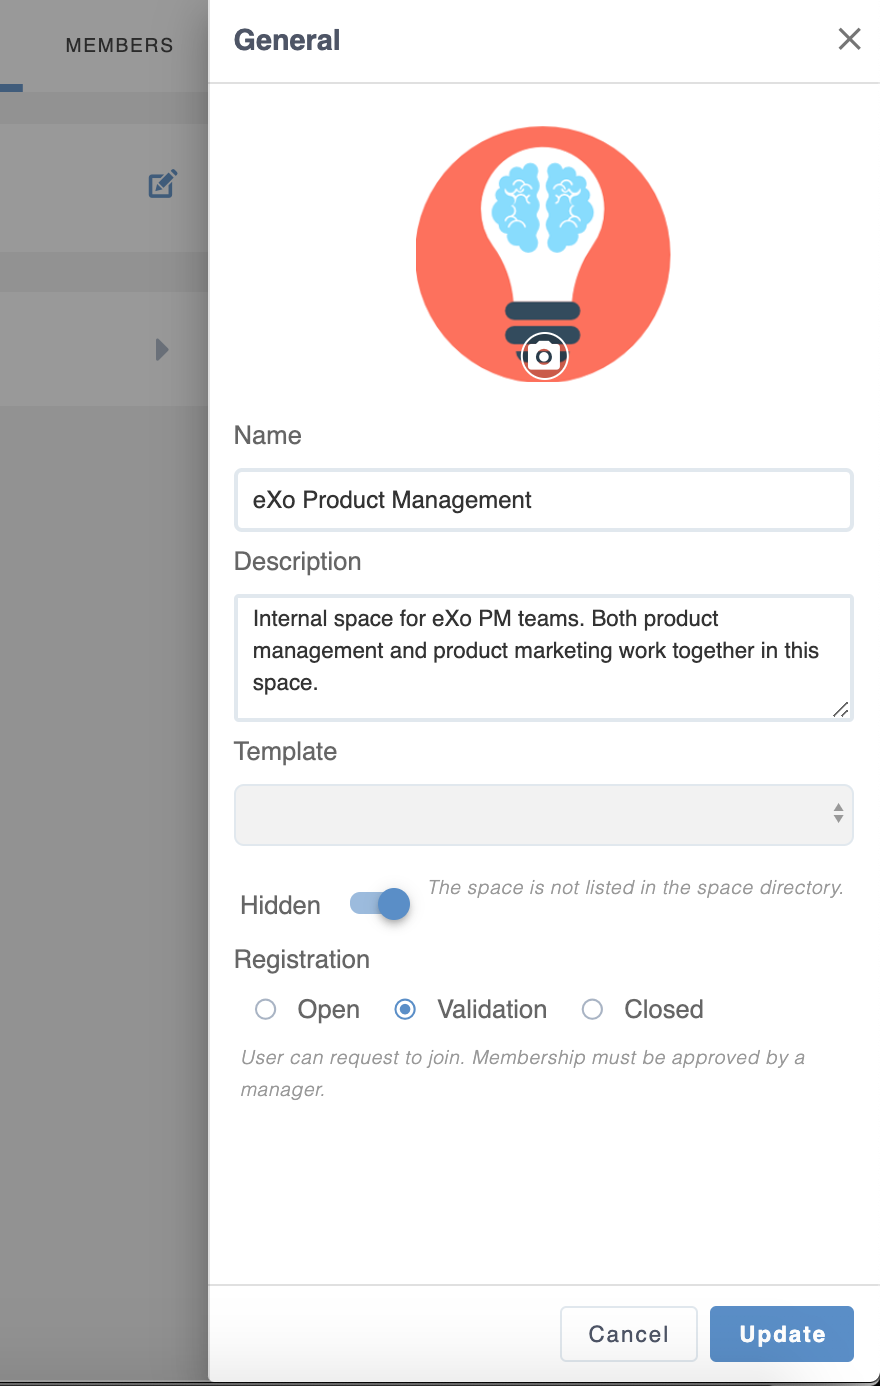 MEMBERS
General
Name
eXo Product Management
Description
Internal space for eXo PM teams. Both product
management and product marketing work together in this
space.
Template
Hidden
The space is not listed in the space directory.
Registration
Open Validation Closed
User can request to join. Membership must be approved by a
manager.
Cancel Update